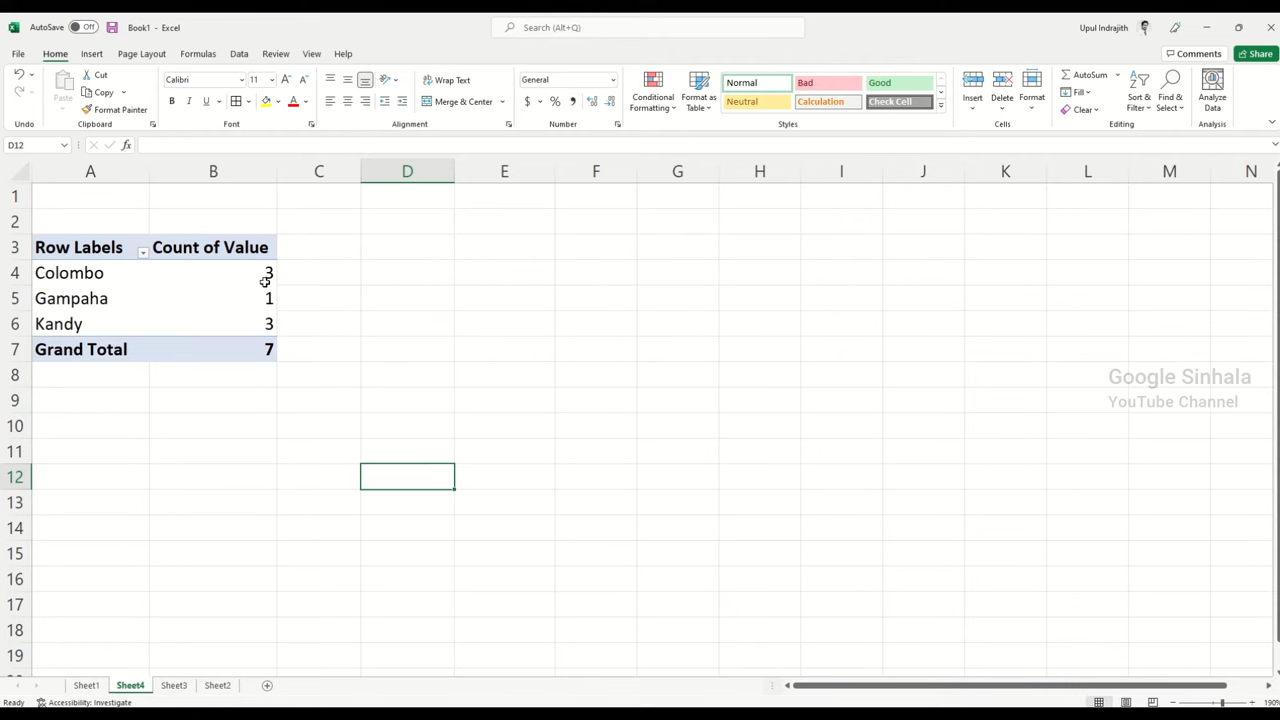 AutoSave Off Book1 - Excel Search (Alt+Q) Upul Indrajith
File Home Insert Page Layout Formulas Data Review View Help Comments Share
Cut Calibri 11 Wrap Text General Normal Bad Good AutoSum
Paste Copy Conditional Format as Insert Delete Format Fill Sort & Find & Analyze
Format Painter Merge & Center Formatting Table Neutral Calculation Check Cell Clear Filter Select Data
Undo Clipboard Font Alignment Number Styles Cells Editing Analysis
D12
A B C D E F G H I J K L M N
1
2
3 Row Labels Count of Value
4 Colombo 3
5 Gampaha 1
6 Kandy 3
7 Grand Total 7
8
Google Sinhala
9
YouTube Channel
10
11
12
13
14
15
16
17
18
19
Sheet1 Sheet4 Sheet3 Sheet2
Ready Accessibility: Investigate 190%